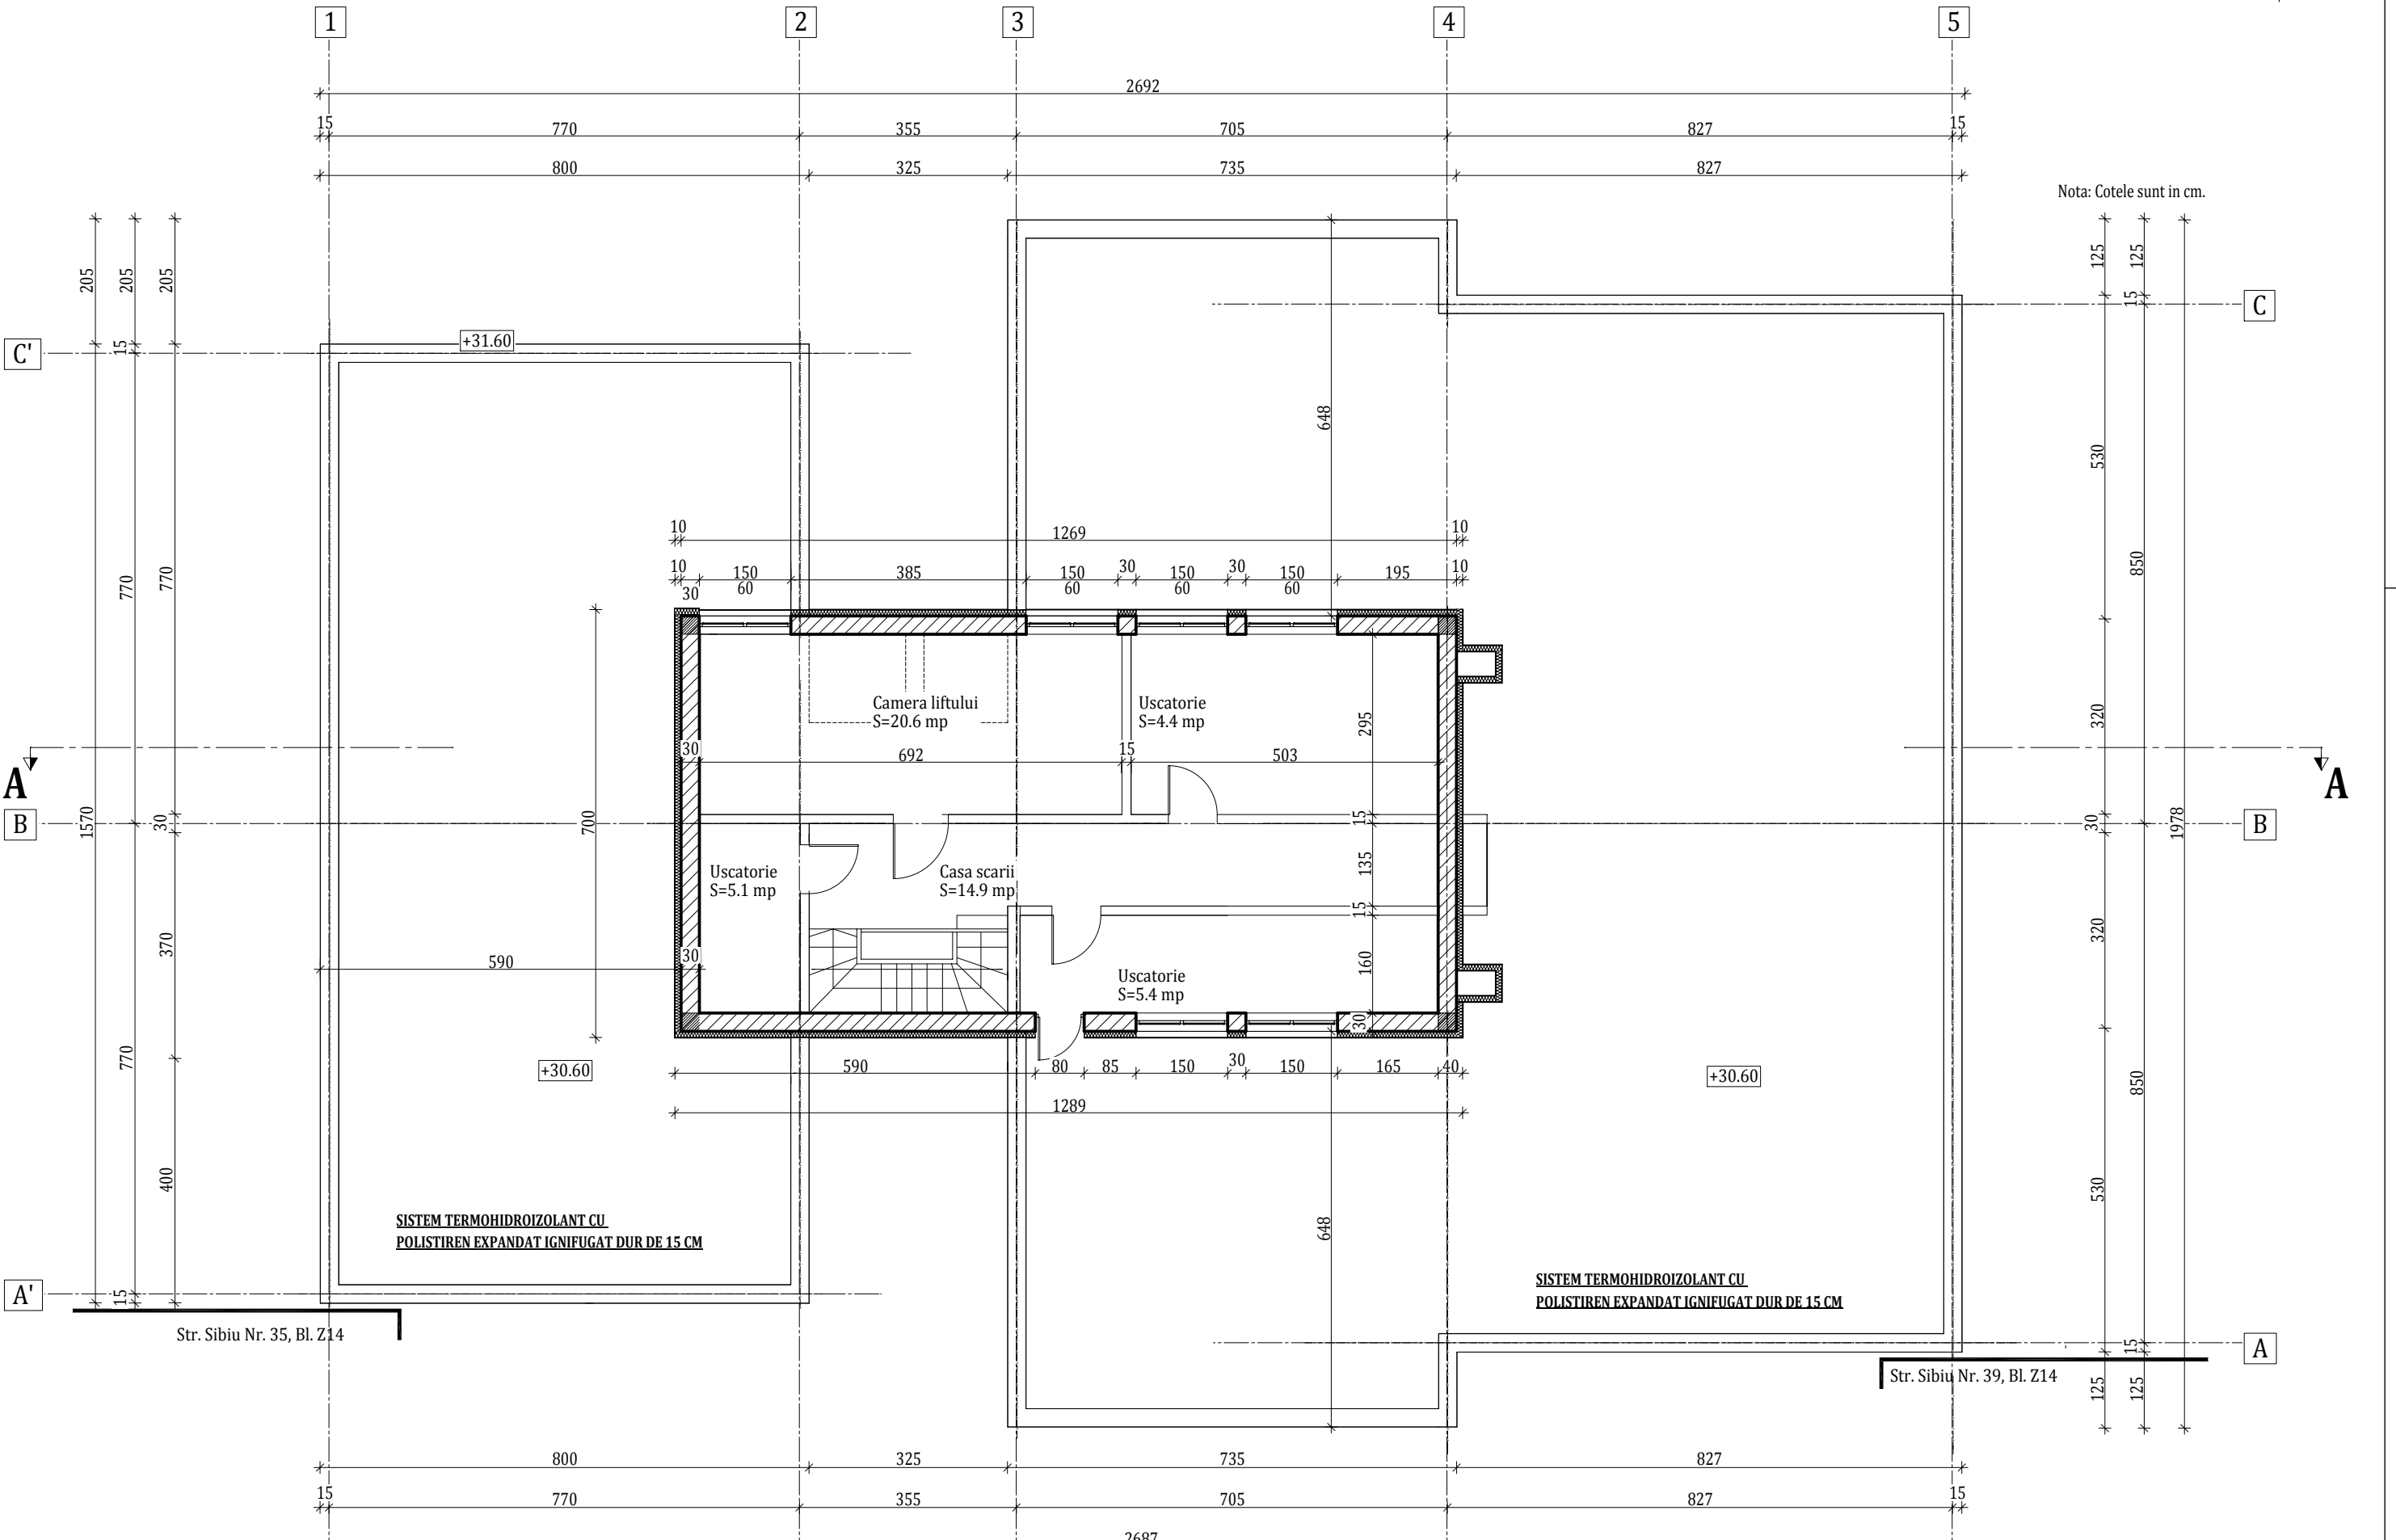 1 2 3 4 5
2692
15 770 355 705 827 15
800 325 735 827
Nota: Cotele sunt in cm.
205 205 205
125 125
15
C
+31.60
C'
15
648
530
10 1269 10
10 150 385 150 30 150 30 150 195 10
30 60 60 60 60
770 770
850
Camera liftului
S=20.6 mp
Uscatorie
S=4.4 mp
295
320
30 692 15 503
A
A
B
1570
30
700
15
30
1978
B
135
Uscatorie
S=5.1 mp
Casa scarii
S=14.9 mp
15
370
320
590
30
160
Uscatorie
S=5.4 mp
30
+30.60
590 80 85 150 30 150 165 40
+30.60
770
850
1289
400
530
648
SISTEM TERMOHIDROIZOLANT CU
POLISTIREN EXPANDAT IGNIFUGAT DUR DE 15 CM
SISTEM TERMOHIDROIZOLANT CU
POLISTIREN EXPANDAT IGNIFUGAT DUR DE 15 CM
A'
15
Str. Sibiu Nr. 35, Bl. Z14
15
A
Str. Sibiu Nr. 39, Bl. Z14
125 125
800 325 735 827
15 770 355 705 827 15
2687